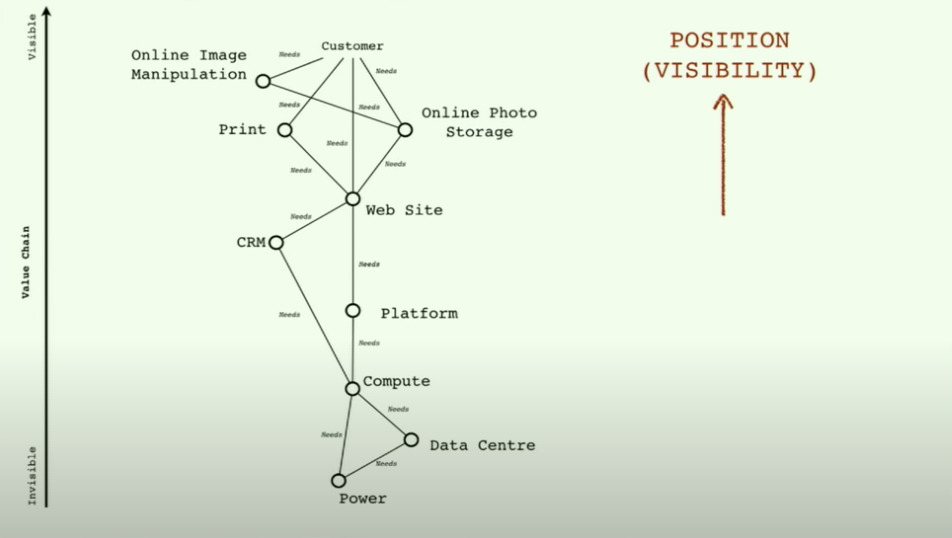 Visible
Customer
Needs
Online Image
Manipulation
Needs
POSITION
(VISIBILITY)
Needs
Needs
Online Photo
Storage
Print
Needs
Needs
Needs
Web Site
Needs
CRM
Value Chain
Needs
Needs
Platform
Needs
Compute
Needs
Needs
Data Centre
Needs
Invisible
Power